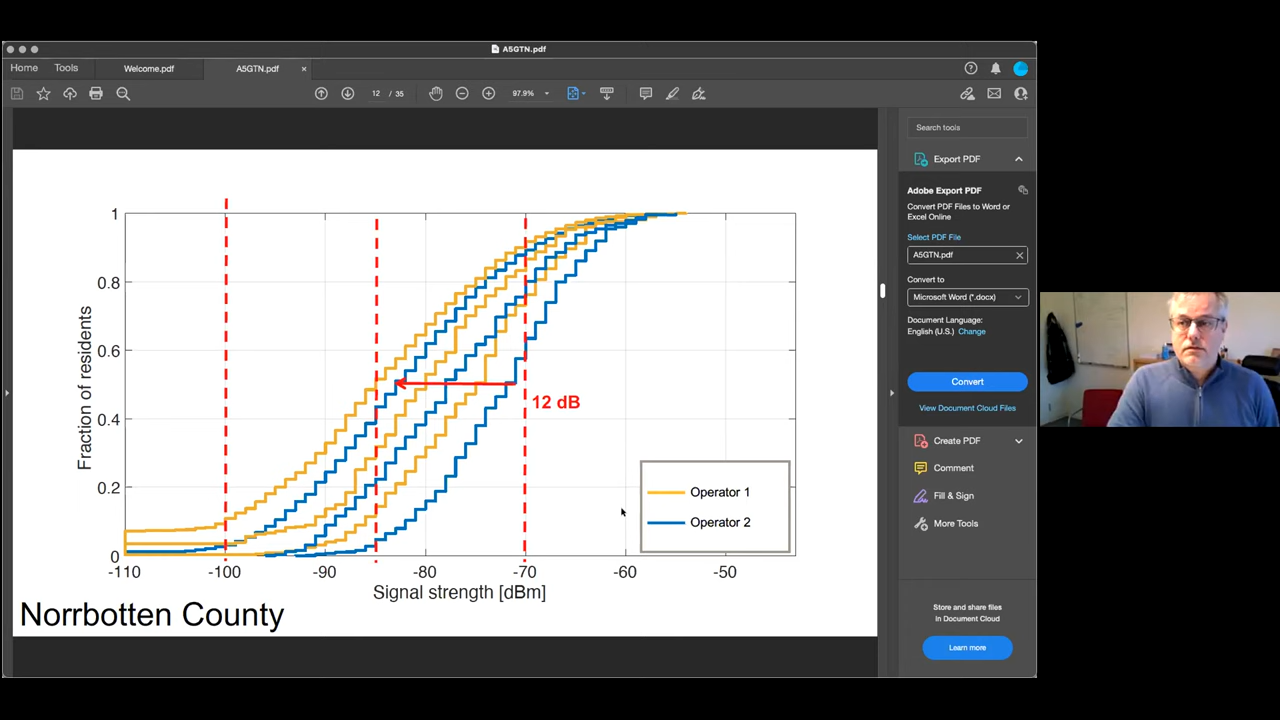 A5GTN.pdf
Home Tools Welcome.pdf A5GTN.pdf ×
12 / 35 97.9%
Search tools
Export PDF
Adobe Export PDF
Convert PDF Files to Word or
Excel Online
Select PDF File
A5GTN.pdf
Convert to
Microsoft Word (*.docx)
Document Language:
English (U.S.) Change
Convert
View Document Cloud Files
Create PDF
Comment
Fill & Sign
More Tools
Store and share files
in Document Cloud
Learn more
Fraction of residents
1
0.8
0.6
0.4
0.2
0
12 dB
Operator 1
Operator 2
-110 -100 -90 -80 -70 -60 -50
Signal strength [dBm]
Norrbotten County